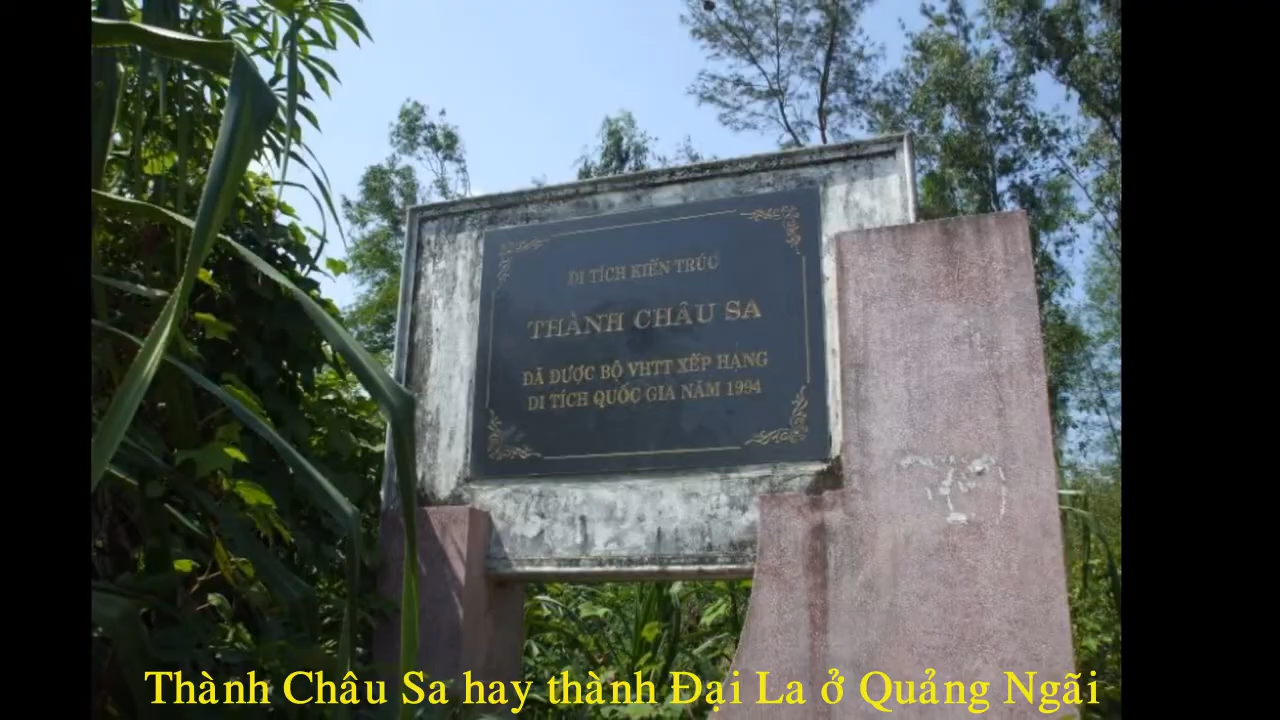 DI TÍCH KIẾN TRÚC
THÀNH CHÂU SA
ĐÃ ĐƯỢC BỘ VHTT XẾP HẠNG
DI TÍCH QUỐC GIA NĂM 1994
Thành Châu Sa hay thành Đại La ở Quảng Ngãi